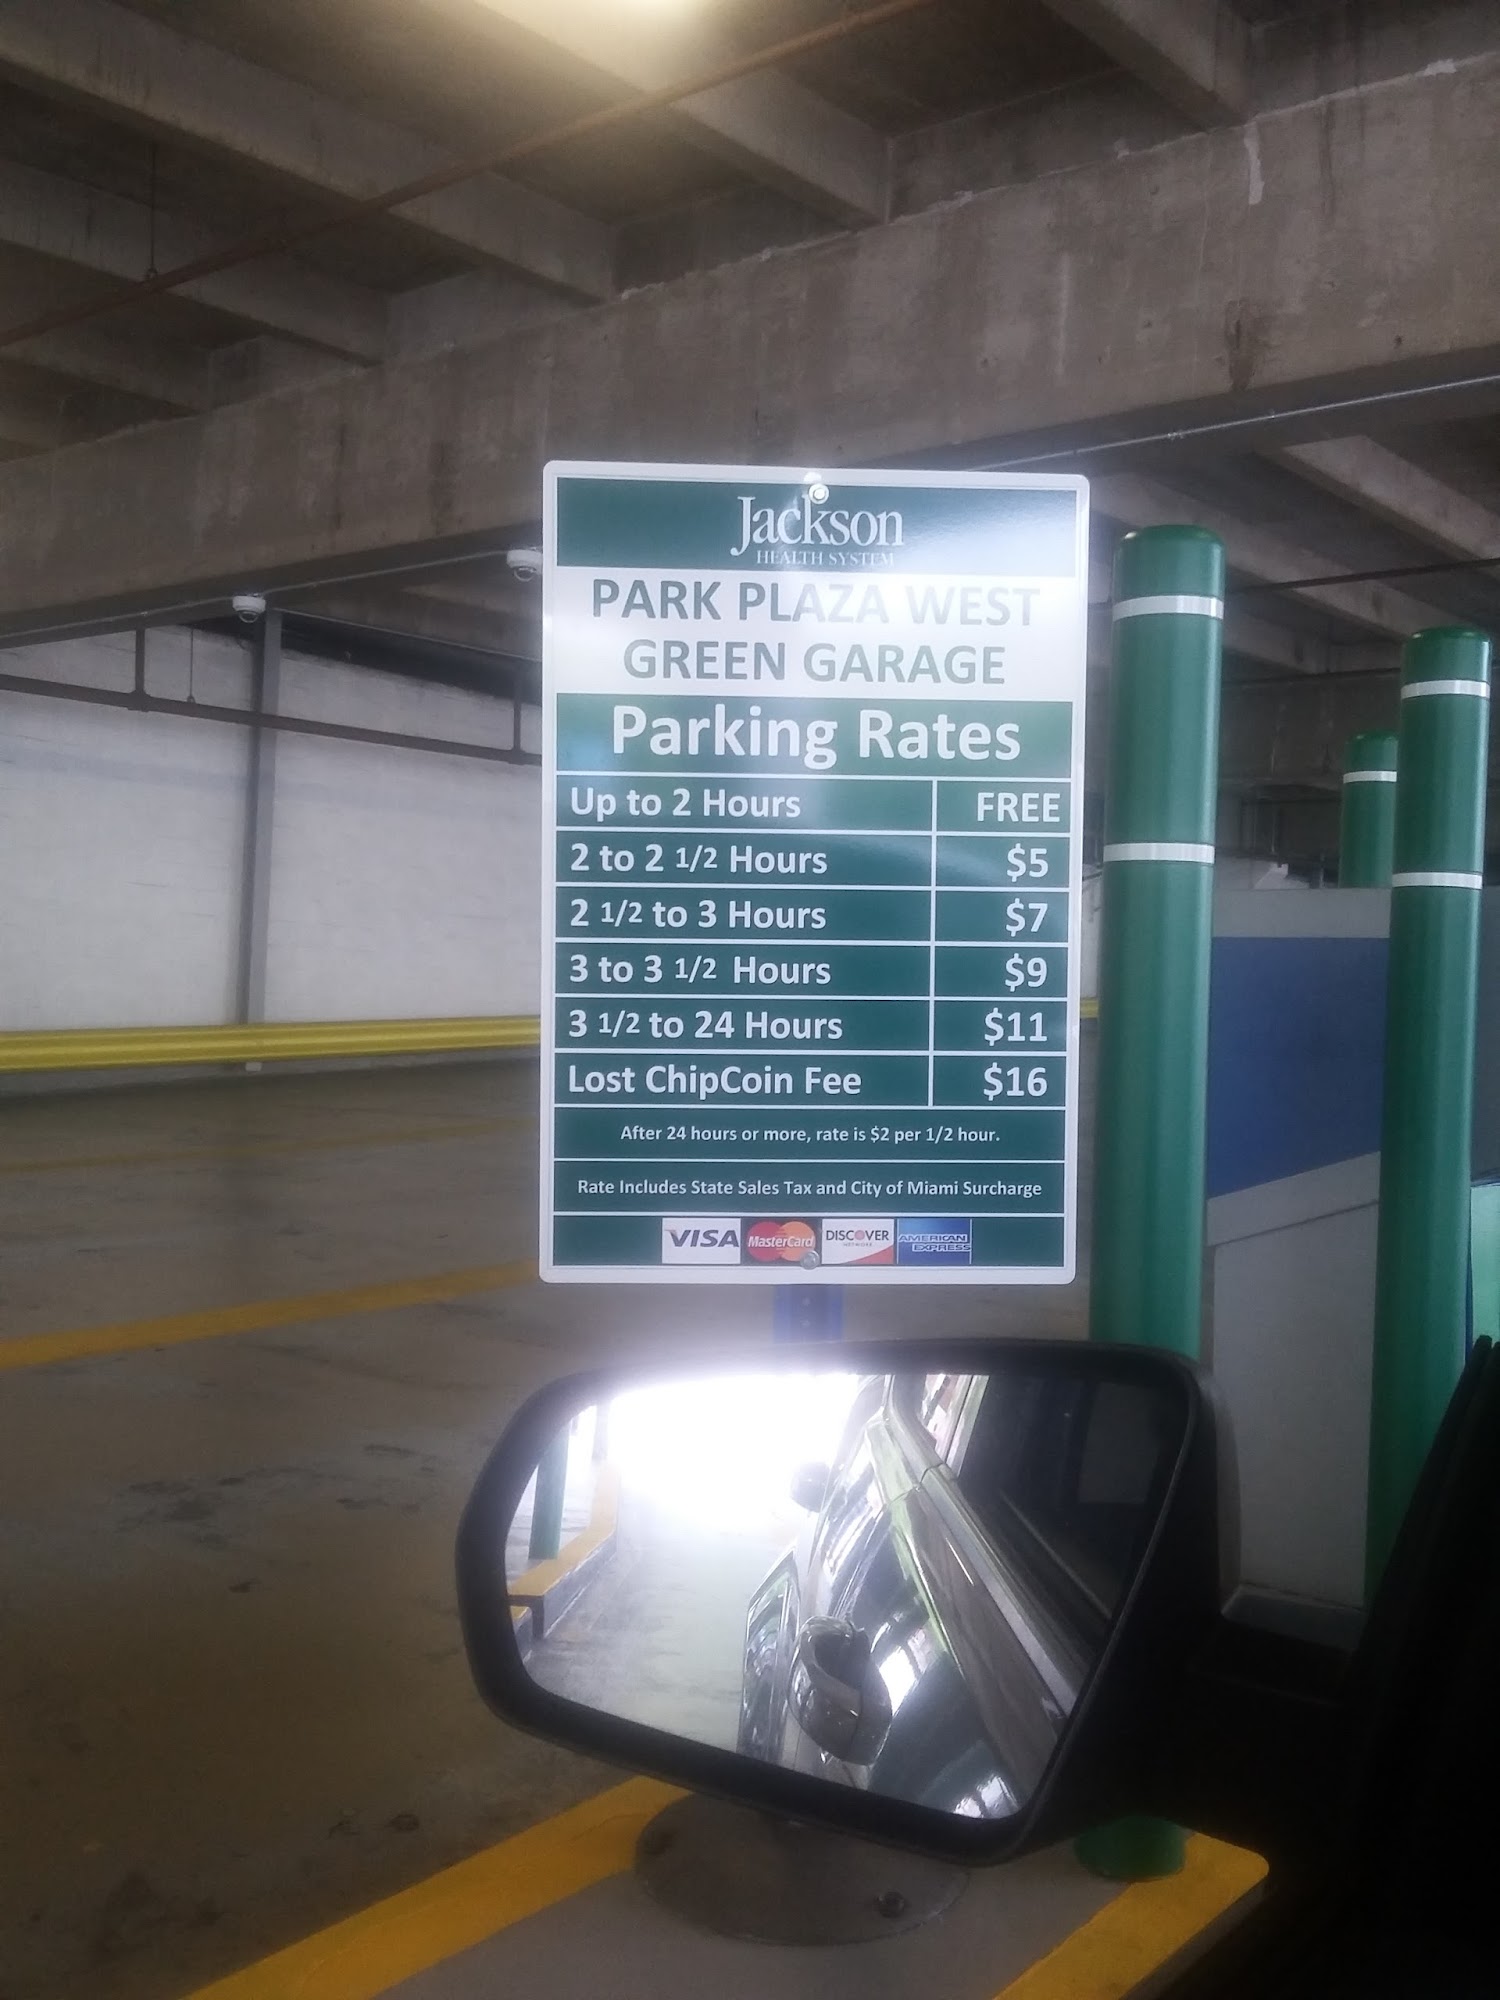 Jackson
HEALTH SYSTEM
PARK PLAZA WEST
GREEN GARAGE
Parking Rates
Up to 2 Hours FREE
2 to 2 1/2 Hours $5
2 1/2 to 3 Hours $7
3 to 3 1/2 Hours $9
3 1/2 to 24 Hours $11
Lost ChipCoin Fee $16
After 24 hours or more, rate is $2 per 1/2 hour.
Rate Includes State Sales Tax and City of Miami Surcharge
VISA MasterCard DISCOVER NETWORK AMERICAN EXPRESS